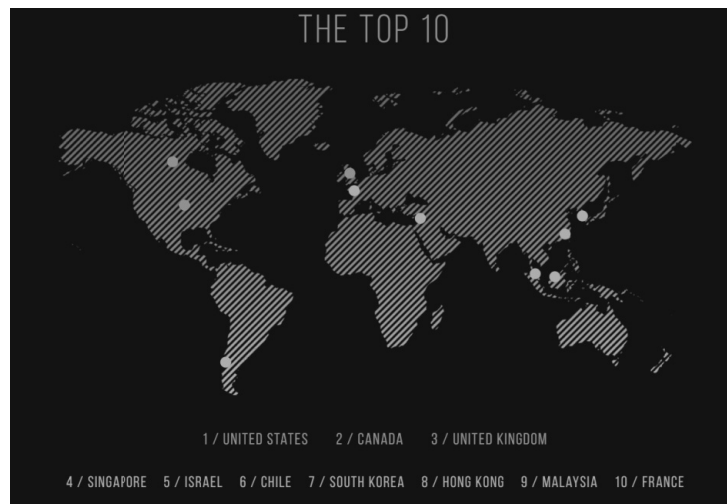 THE TOP 10
1 / UNITED STATES 2 / CANADA 3 / UNITED KINGDOM
4 / SINGAPORE 5 / ISRAEL 6 / CHILE 7 / SOUTH KOREA 8 / HONG KONG 9 / MALAYSIA 10 / FRANCE